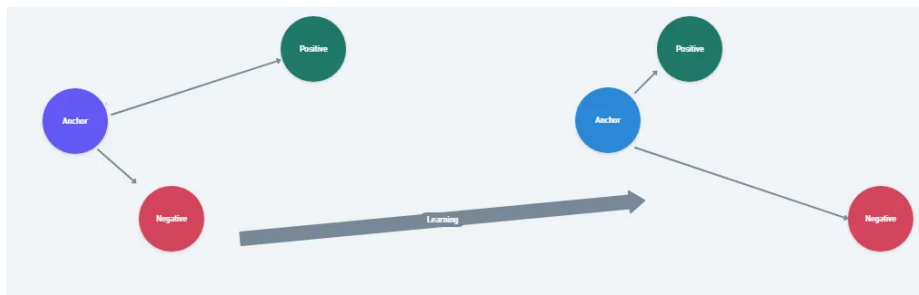 Positive
Anchor
Negative
Learning
Positive
Anchor
Negative